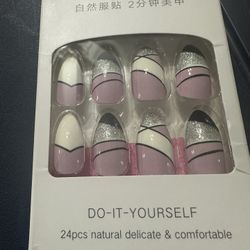 自然服贴 2分钟美甲
DO-IT-YOURSELF
24pcs natural delicate & comfortable